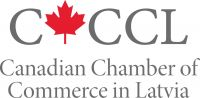 C CCL
Canadian Chamber of
Commerce in Latvia